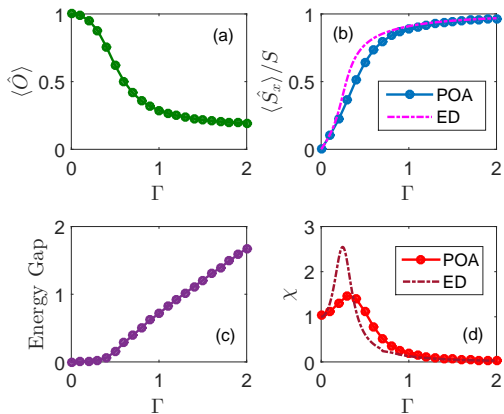 (a)
⟨Ô⟩
1
0.5
0
0 1 2
Γ
(b)
⟨Ŝ_x⟩/S
1
0.5
0
POA
ED
0 1 2
Γ
(c)
Energy Gap
2
1
0
0 1 2
Γ
(d)
χ
3
2
1
0
POA
ED
0 1 2
Γ